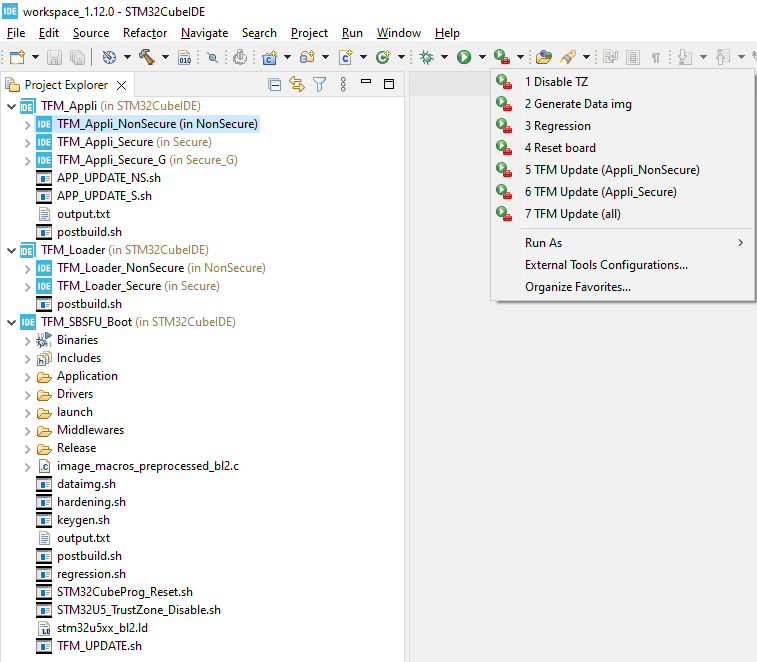 IDE workspace_1.12.0 - STM32CubeIDE
File Edit Source Refactor Navigate Search Project Run Window Help
010
Project Explorer
IDE TFM_Appli (in STM32CubeIDE)
IDE TFM_Appli_NonSecure (in NonSecure)
IDE TFM_Appli_Secure (in Secure)
IDE TFM_Appli_Secure_G (in Secure_G)
APP_UPDATE_NS.sh
APP_UPDATE_S.sh
output.txt
postbuild.sh
IDE TFM_Loader (in STM32CubeIDE)
IDE TFM_Loader_NonSecure (in NonSecure)
IDE TFM_Loader_Secure (in Secure)
postbuild.sh
IDE TFM_SBSFU_Boot (in STM32CubeIDE)
Binaries
Includes
Application
Drivers
launch
Middlewares
Release
image_macros_preprocessed_bl2.c
dataimg.sh
hardening.sh
keygen.sh
output.txt
postbuild.sh
regression.sh
STM32CubeProg_Reset.sh
STM32U5_TrustZone_Disable.sh
stm32u5xx_bl2.ld
TFM_UPDATE.sh
1 Disable TZ
2 Generate Data img
3 Regression
4 Reset board
5 TFM Update (Appli_NonSecure)
6 TFM Update (Appli_Secure)
7 TFM Update (all)
Run As
External Tools Configurations...
Organize Favorites...